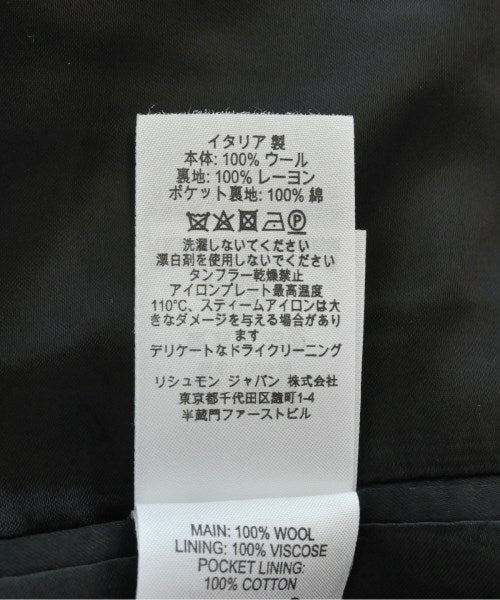 イタリア 製
本体: 100% ウール
裏地: 100% レーヨン
ポケット裏地: 100% 綿
洗濯しないてください
漂白剤を使用しないでください
タンフラー乾燥禁止
アイロンプレート最高温度
110°C、スティームアイロンは大
きなダメージを与える場合があり
ます
デリケートなドライクリーニング
リシュモン ジャパン 株式会社
東京都千代田区麹町1-4
半蔵門ファーストビル
MAIN: 100% WOOL
LINING: 100% VISCOSE
POCKET LINING:
100% COTTON